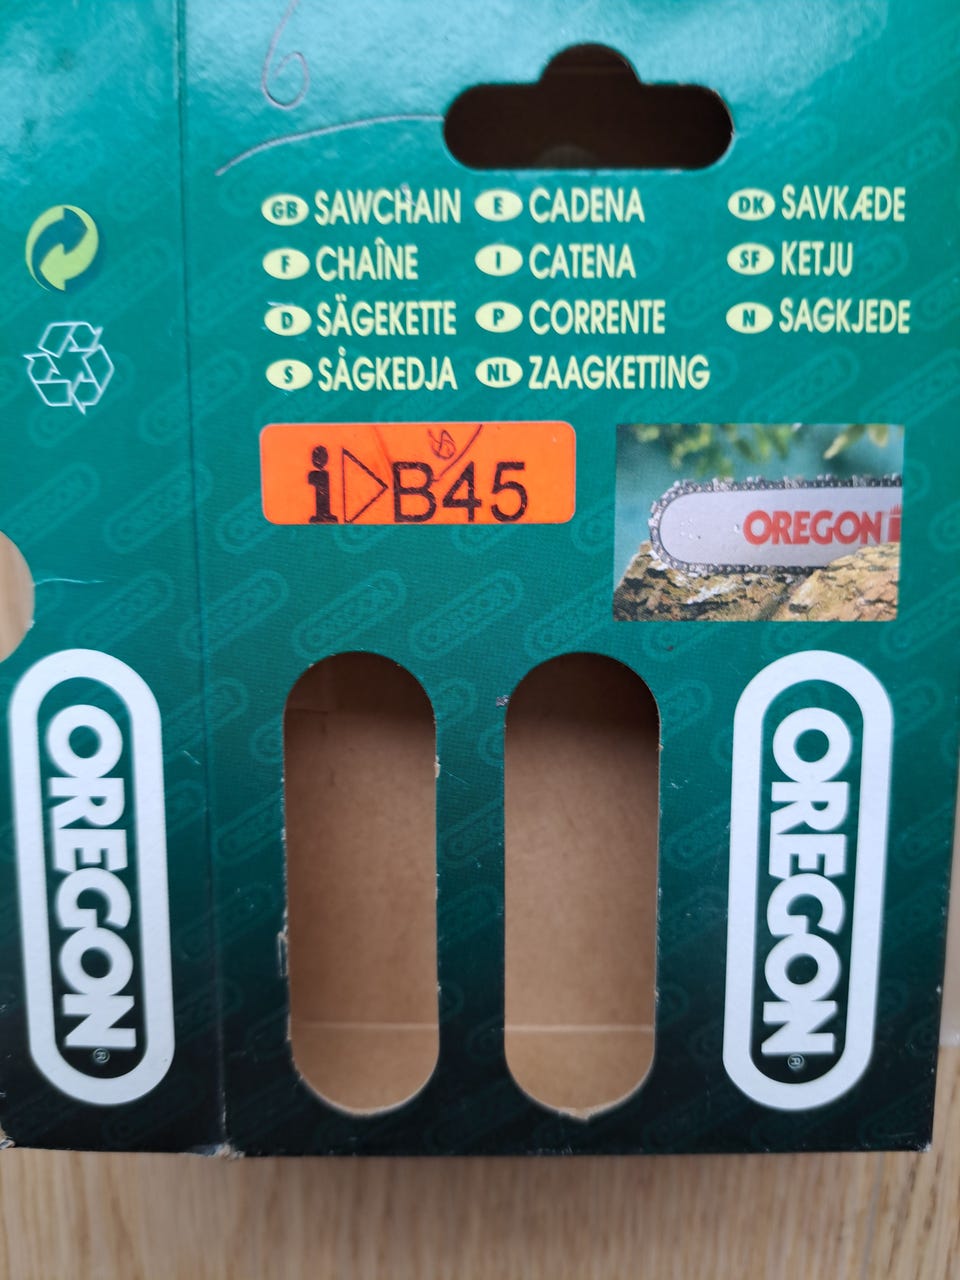 6
GB SAWCHAIN E CADENA DK SAVKÆDE
F CHAÎNE I CATENA SF KETJU
D SÄGEKETTE P CORRENTE N SAGKJEDE
S SÅGKEDJA NL ZAAGKETTING
i▷B45
OREGON
OREGON®
OREGON®